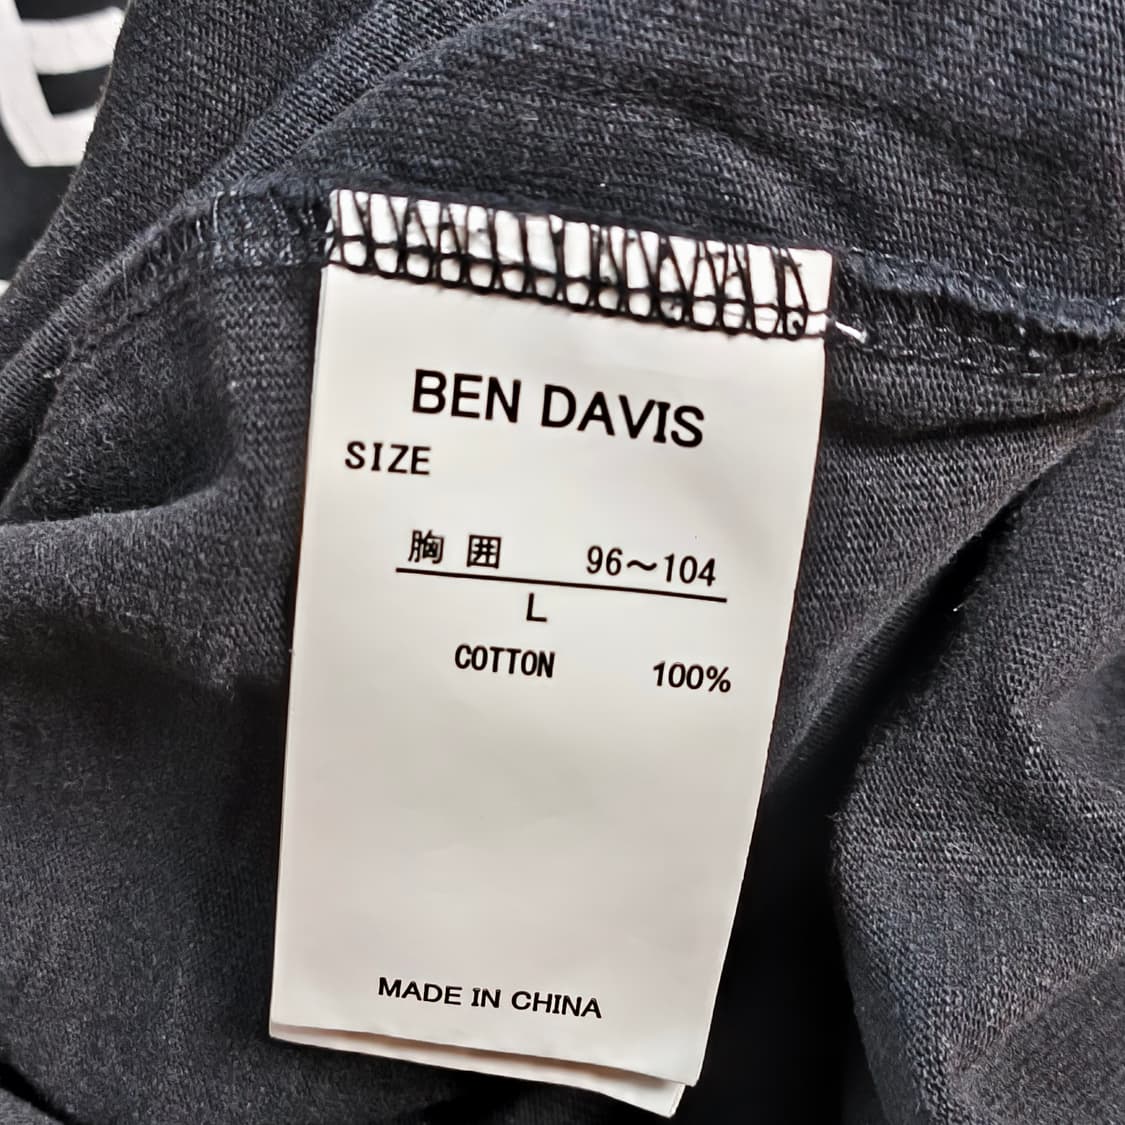 BEN DAVIS
SIZE
胸 囲 96～104
L
COTTON 100%
MADE IN CHINA